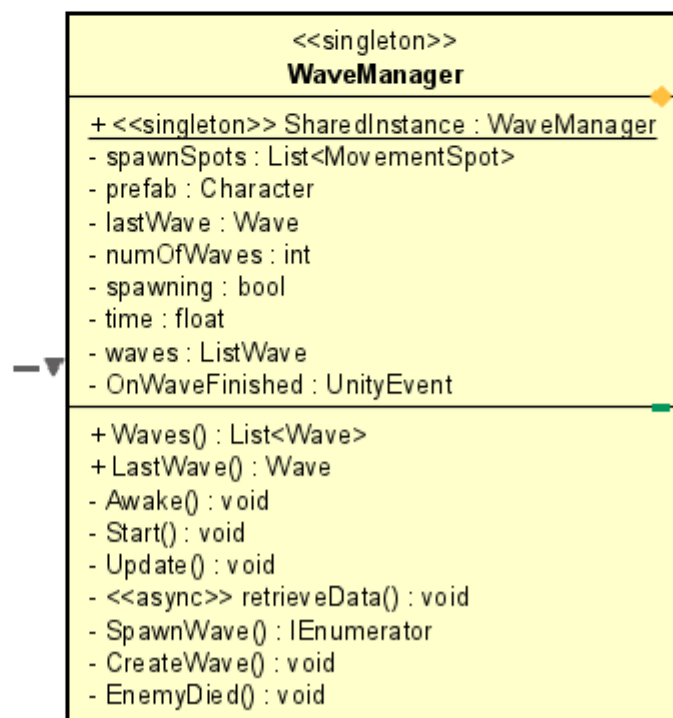 <<singleton>>
WaveManager
+ <<singleton>> SharedInstance : WaveManager
- spawnSpots : List<MovementSpot>
- prefab : Character
- lastWave : Wave
- numOfWaves : int
- spawning : bool
- time : float
- waves : ListWave
- OnWaveFinished : UnityEvent
+ Waves() : List<Wave>
+ LastWave() : Wave
- Awake() : void
- Start() : void
- Update() : void
- <<async>> retrieveData() : void
- SpawnWave() : IEnumerator
- CreateWave() : void
- EnemyDied() : void